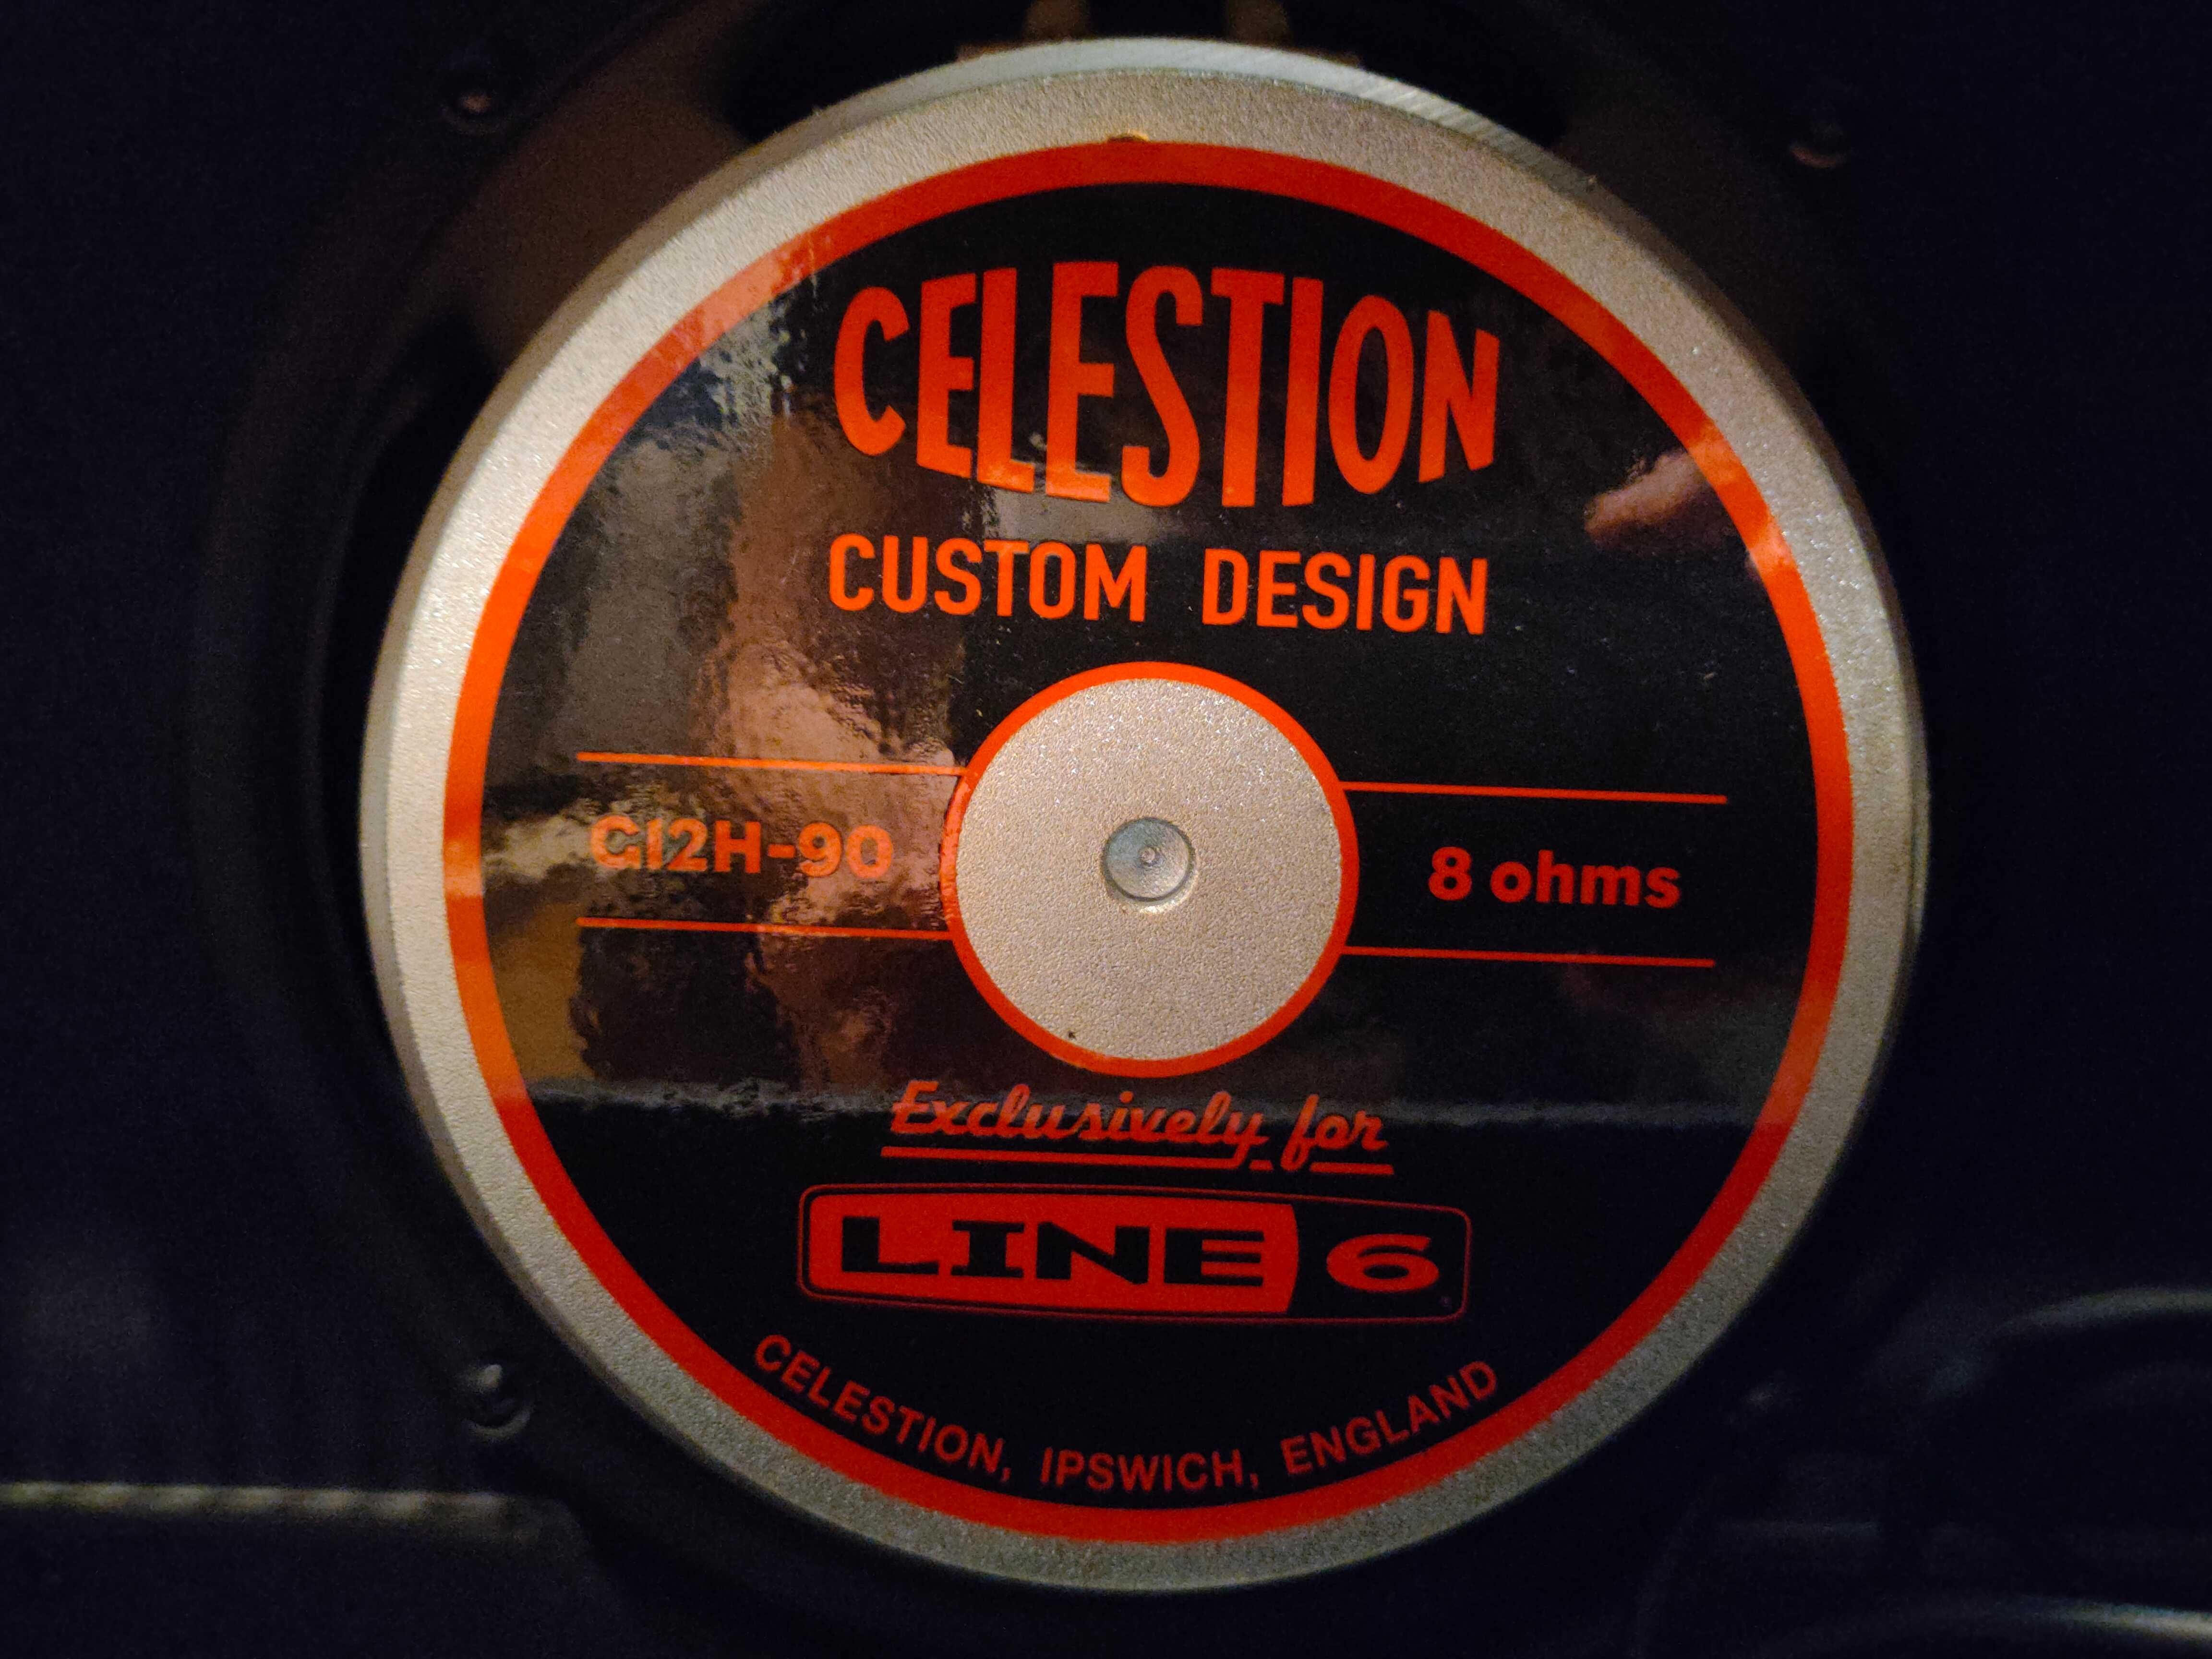 CELESTION
CUSTOM DESIGN
G12H-90
8 ohms
Exclusively for
LINE 6
CELESTION, IPSWICH, ENGLAND